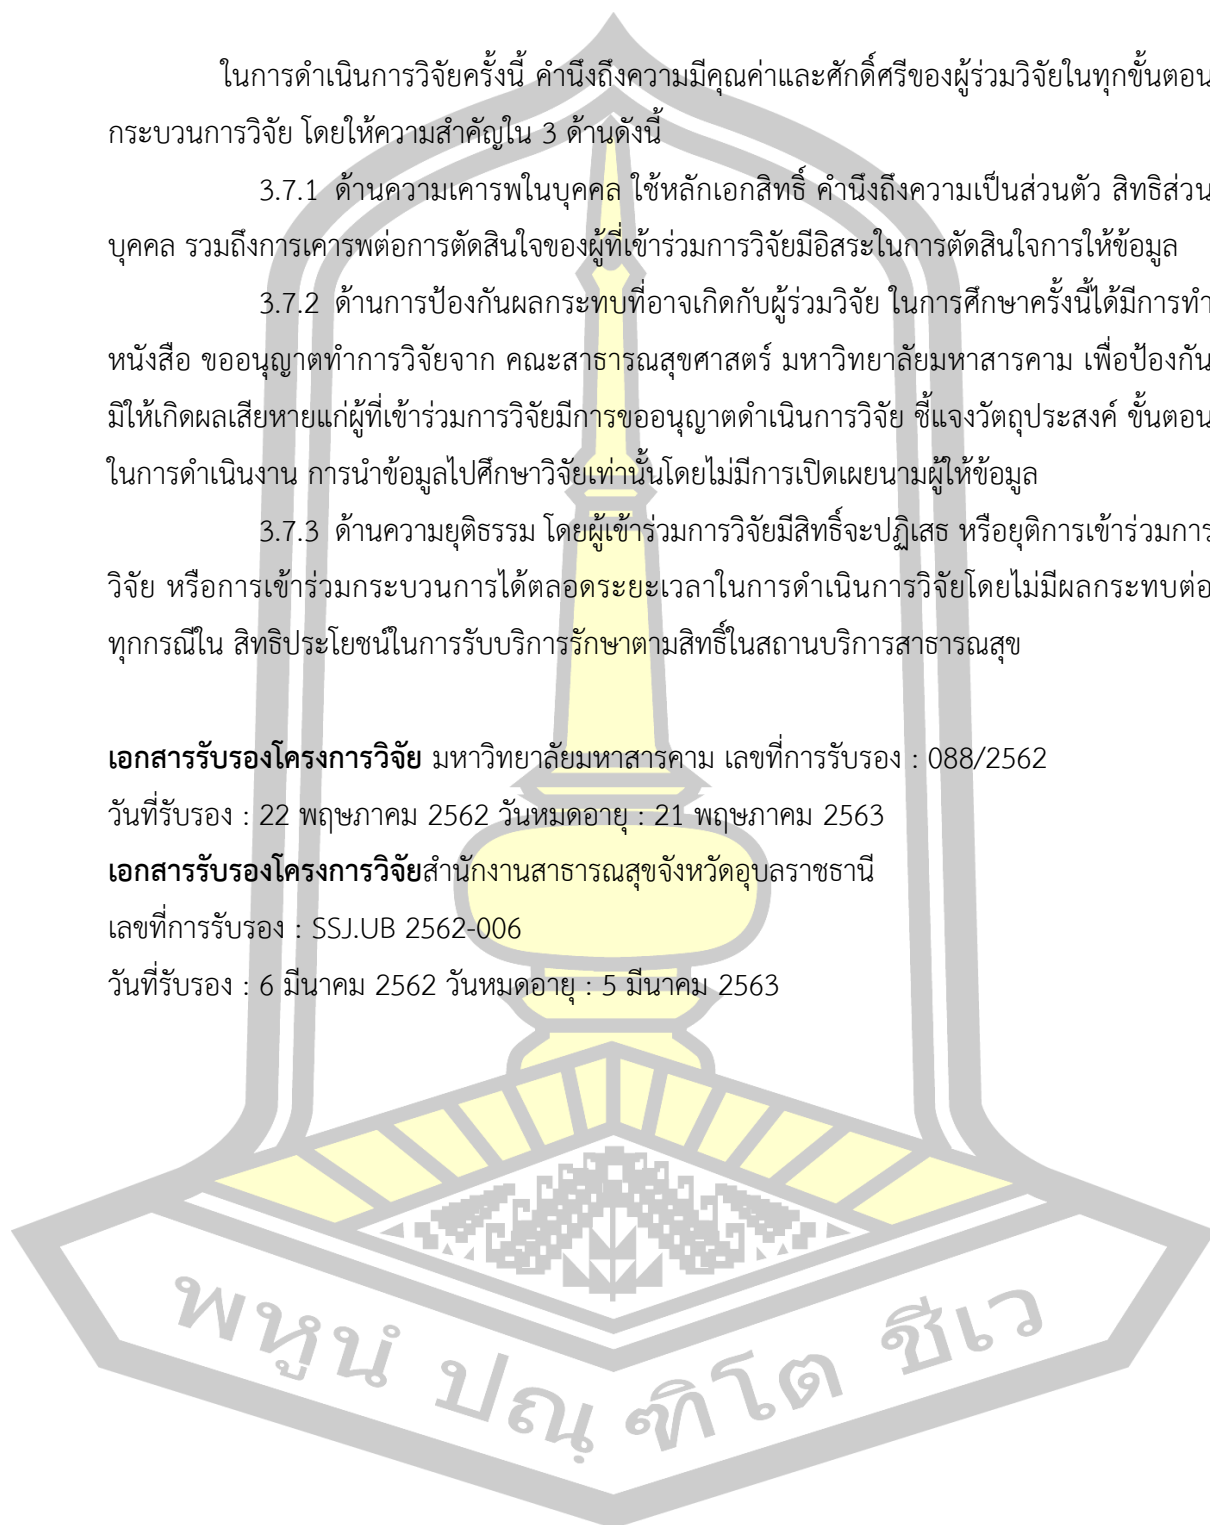 ในการดำเนินการวิจัยครั้งนี้ คำนึงถึงความมีคุณค่าและศักดิ์ศรีของผู้ร่วมวิจัยในทุกขั้นตอน
กระบวนการวิจัย โดยให้ความสำคัญใน 3 ด้านดังนี้
3.7.1 ด้านความเคารพในบุคคล ใช้หลักเอกสิทธิ์ คำนึงถึงความเป็นส่วนตัว สิทธิส่วน
บุคคล รวมถึงการเคารพต่อการตัดสินใจของผู้ที่เข้าร่วมการวิจัยมีอิสระในการตัดสินใจการให้ข้อมูล
3.7.2 ด้านการป้องกันผลกระทบที่อาจเกิดกับผู้ร่วมวิจัย ในการศึกษาครั้งนี้ได้มีการทำ
หนังสือ ขออนุญาตทำการวิจัยจาก คณะสาธารณสุขศาสตร์ มหาวิทยาลัยมหาสารคาม เพื่อป้องกัน
มิให้เกิดผลเสียหายแก่ผู้ที่เข้าร่วมการวิจัยมีการขออนุญาตดำเนินการวิจัย ชี้แจงวัตถุประสงค์ ขั้นตอน
ในการดำเนินงาน การนำข้อมูลไปศึกษาวิจัยเท่านั้นโดยไม่มีการเปิดเผยนามผู้ให้ข้อมูล
3.7.3 ด้านความยุติธรรม โดยผู้เข้าร่วมการวิจัยมีสิทธิ์จะปฏิเสธ หรือยุติการเข้าร่วมการ
วิจัย หรือการเข้าร่วมกระบวนการได้ตลอดระยะเวลาในการดำเนินการวิจัยโดยไม่มีผลกระทบต่อ
ทุกกรณีใน สิทธิประโยชน์ในการรับบริการรักษาตามสิทธิ์ในสถานบริการสาธารณสุข
เอกสารรับรองโครงการวิจัย มหาวิทยาลัยมหาสารคาม เลขที่การรับรอง : 088/2562
วันที่รับรอง : 22 พฤษภาคม 2562 วันหมดอายุ : 21 พฤษภาคม 2563
เอกสารรับรองโครงการวิจัยสำนักงานสาธารณสุขจังหวัดอุบลราชธานี
เลขที่การรับรอง : SSJ.UB 2562-006
วันที่รับรอง : 6 มีนาคม 2562 วันหมดอายุ : 5 มีนาคม 2563
พหูนํ ปณฺ ฑิโต ชีเว